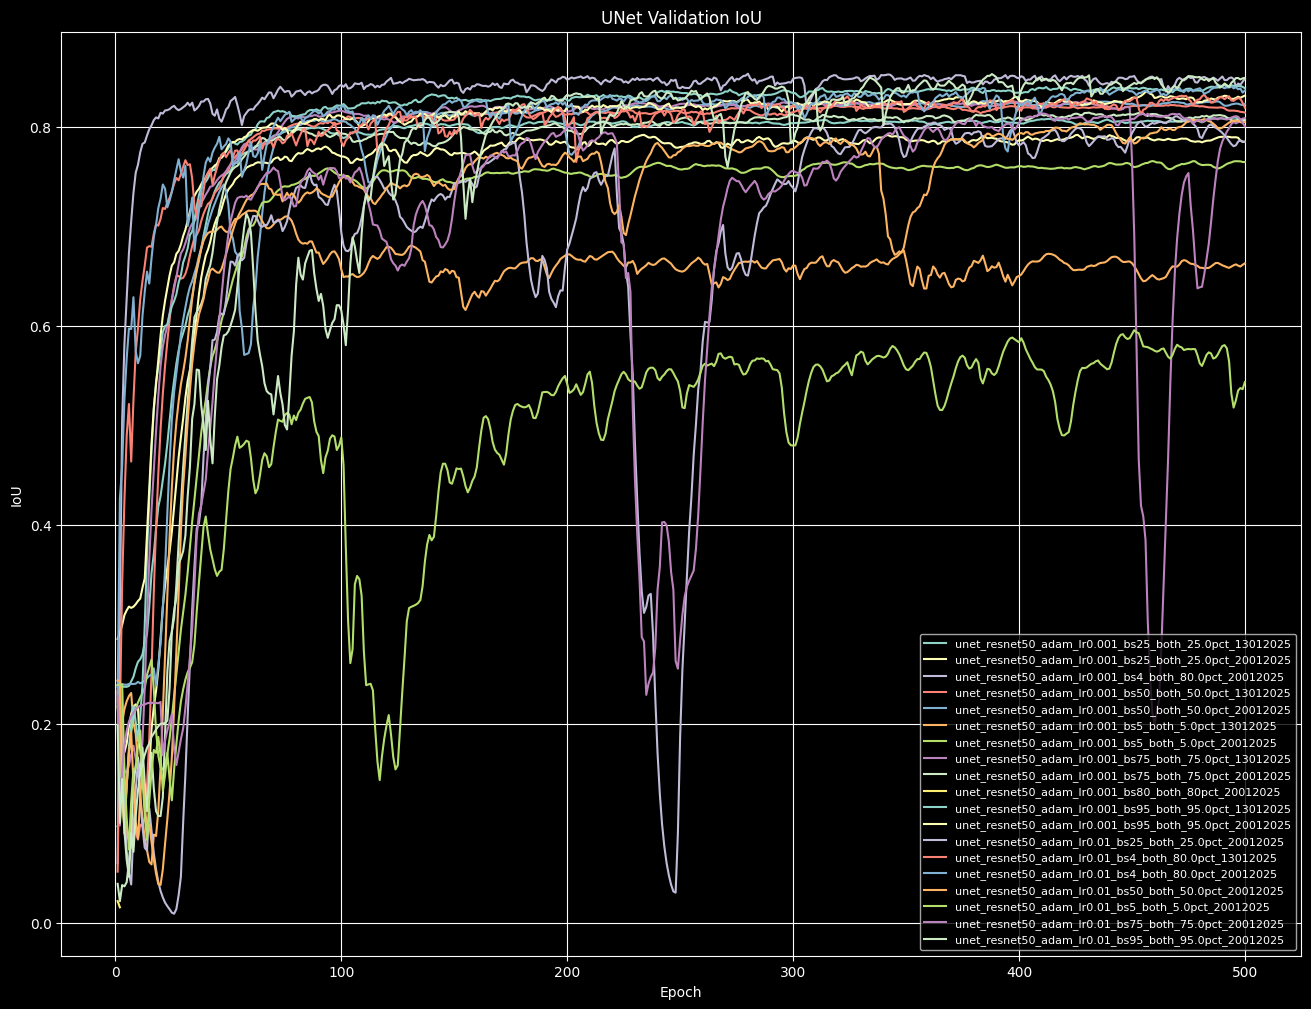 UNet Validation IoU
IoU
0.8
0.6
0.4
0.2
0.0
unet_resnet50_adam_lr0.001_bs25_both_25.0pct_13012025
unet_resnet50_adam_lr0.001_bs25_both_25.0pct_20012025
unet_resnet50_adam_lr0.001_bs4_both_80.0pct_20012025
unet_resnet50_adam_lr0.001_bs50_both_50.0pct_13012025
unet_resnet50_adam_lr0.001_bs50_both_50.0pct_20012025
unet_resnet50_adam_lr0.001_bs5_both_5.0pct_13012025
unet_resnet50_adam_lr0.001_bs5_both_5.0pct_20012025
unet_resnet50_adam_lr0.001_bs75_both_75.0pct_13012025
unet_resnet50_adam_lr0.001_bs75_both_75.0pct_20012025
unet_resnet50_adam_lr0.001_bs80_both_80pct_20012025
unet_resnet50_adam_lr0.001_bs95_both_95.0pct_13012025
unet_resnet50_adam_lr0.001_bs95_both_95.0pct_20012025
unet_resnet50_adam_lr0.01_bs25_both_25.0pct_20012025
unet_resnet50_adam_lr0.01_bs4_both_80.0pct_13012025
unet_resnet50_adam_lr0.01_bs4_both_80.0pct_20012025
unet_resnet50_adam_lr0.01_bs50_both_50.0pct_20012025
unet_resnet50_adam_lr0.01_bs5_both_5.0pct_20012025
unet_resnet50_adam_lr0.01_bs75_both_75.0pct_20012025
unet_resnet50_adam_lr0.01_bs95_both_95.0pct_20012025
0 100 200 300 400 500
Epoch